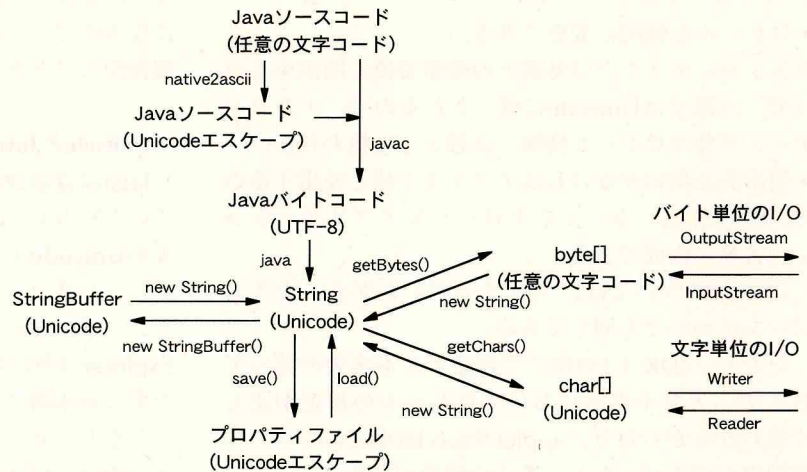 Javaソースコード
(任意の文字コード)
native2ascii
Javaソースコード
(Unicodeエスケープ)
javac
Javaバイトコード
(UTF-8)
java
バイト単位のI/O
OutputStream
InputStream
getBytes()
byte[]
(任意の文字コード)
new String()
StringBuffer
(Unicode)
new String()
new StringBuffer()
String
(Unicode)
getChars()
new String()
文字単位のI/O
char[]
(Unicode)
Writer
Reader
save()
load()
プロパティファイル
(Unicodeエスケープ)